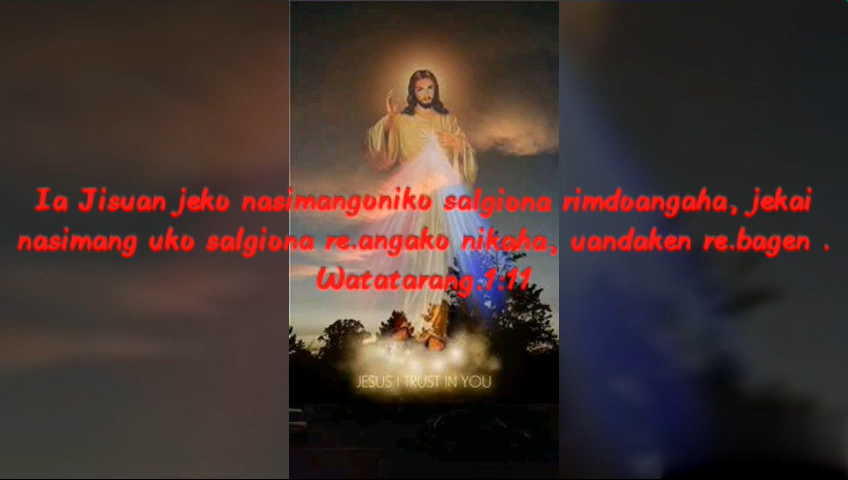 Ia Jisuan jeko nasimangoniko salgiona rimdoangaha, jekai
nasimang uko salgiona re.angako nikaha, uandaken re.bagen .
Watatarang.1:11
JESUS I TRUST IN YOU